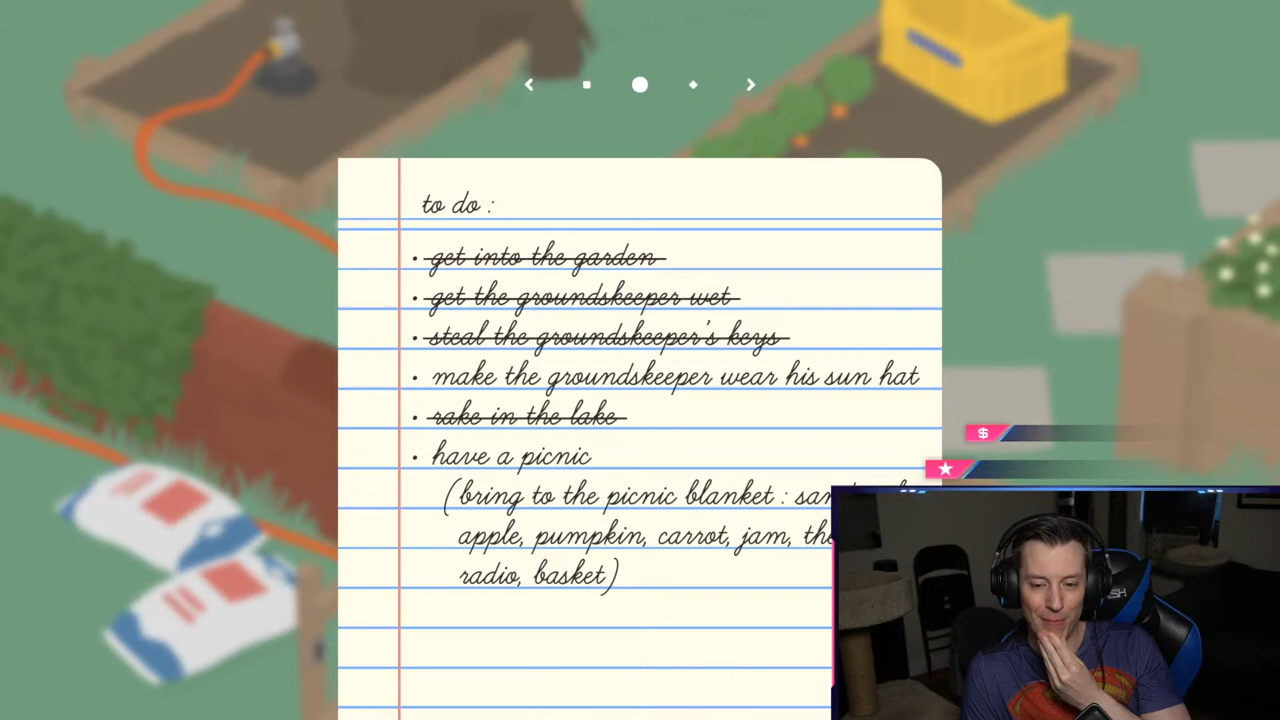 to do :
• get into the garden
• get the groundskeeper wet
• steal the groundskeeper's keys
• make the groundskeeper wear his sun hat
• rake in the lake
• have a picnic
(bring to the picnic blanket :
apple, pumpkin, carrot, jam,
radio, basket)
$